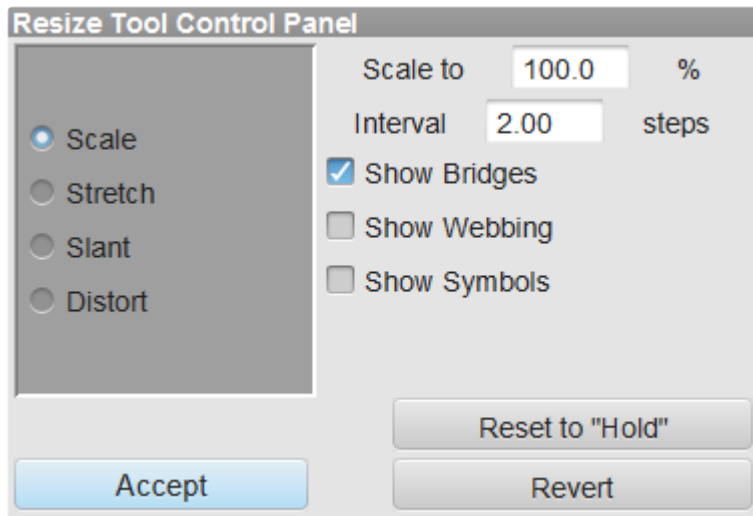 Resize Tool Control Panel
Scale to 100.0 %
Interval 2.00 steps
Scale
Stretch
Slant
Distort
Show Bridges
Show Webbing
Show Symbols
Reset to "Hold"
Accept
Revert